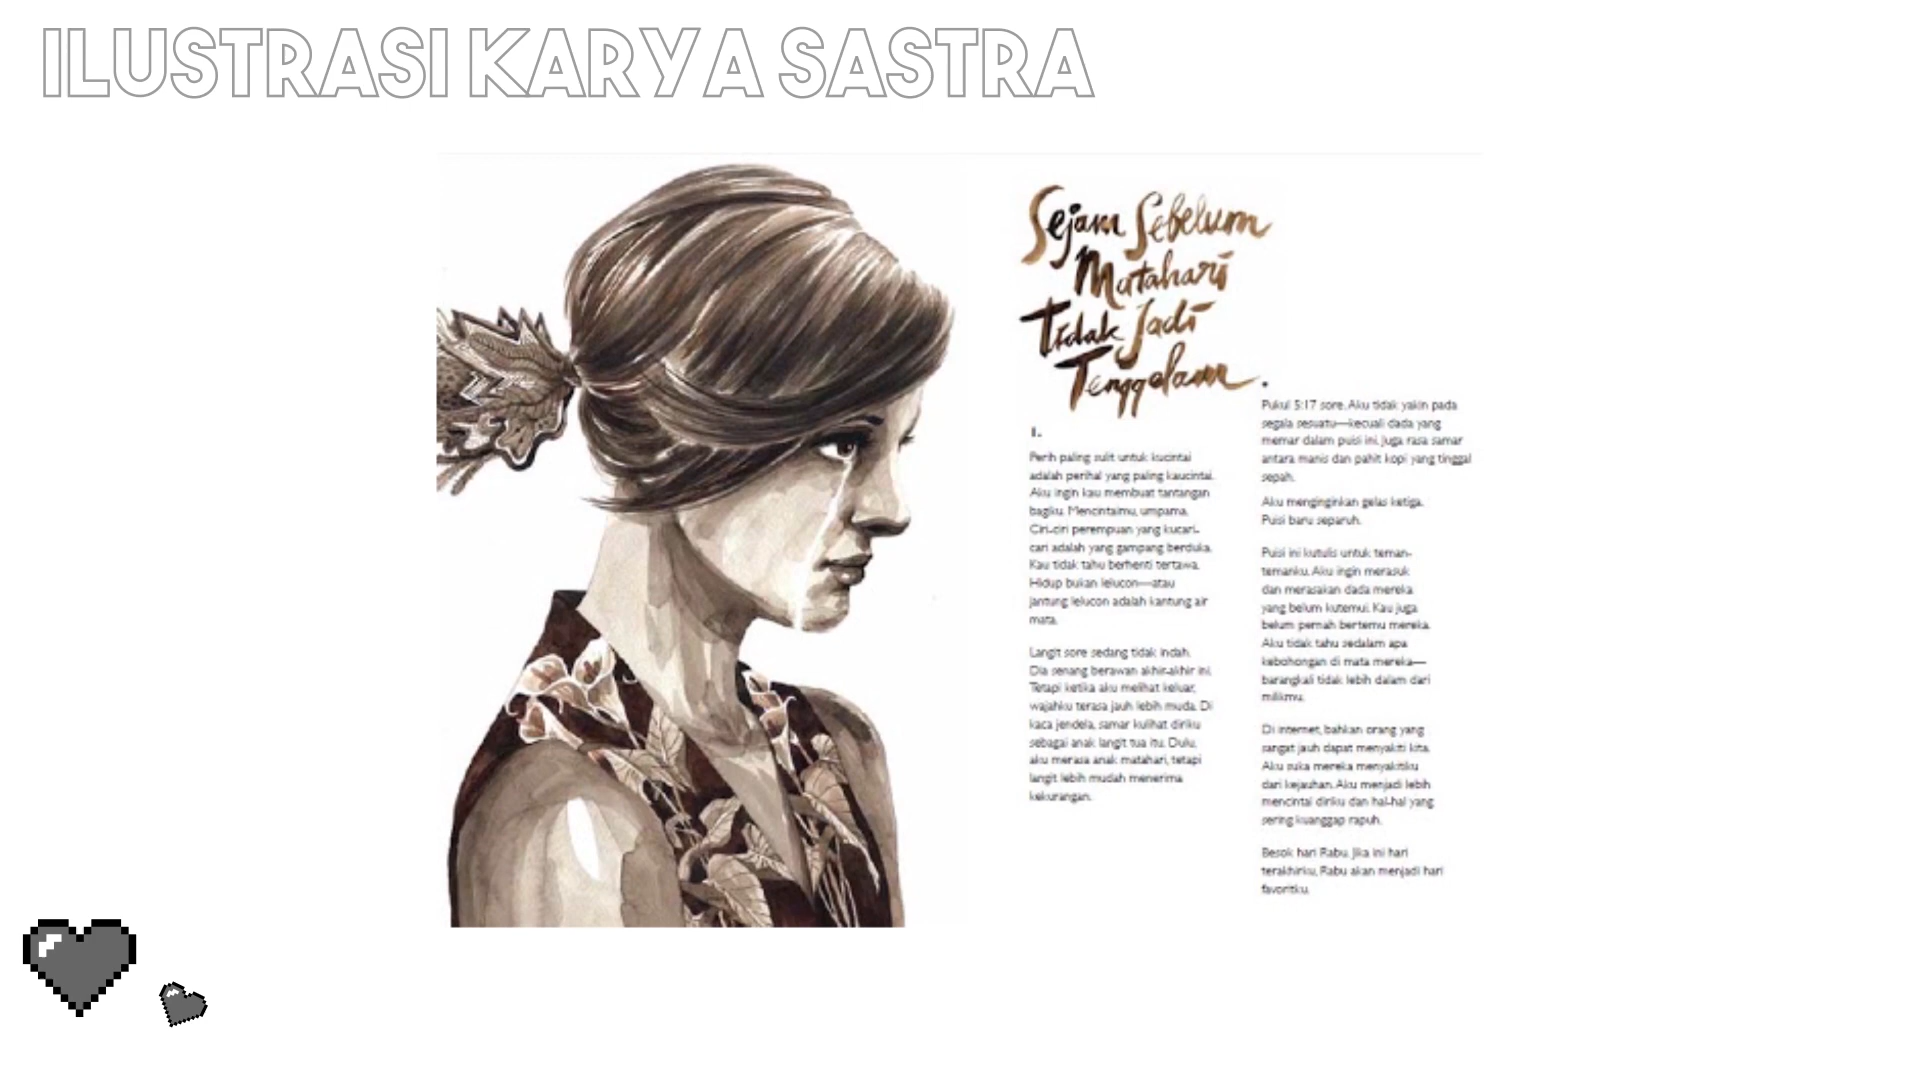 ILUSTRASI KARYA SASTRA
Sejam Sebelum
Matahari
Tidak Jadi
Tenggelam.
1.
Perih paling sulit untuk kucintai
adalah perihal yang paling kaucintai.
Aku ingin kau membuat tantangan
bagiku. Mencintaimu, umpama.
Ciri-ciri perempuan yang kucari-
cari adalah yang gampang berduka.
Kau tidak tahu berhenti tertawa.
Hidup bukan lelucon—atau
jantung lelucon adalah kantung air
mata.
Langit sore sedang tidak indah.
Dia senang berawan akhir-akhir ini.
Tetapi ketika aku melihat keluar,
wajahku terasa jauh lebih muda. Di
kaca jendela, samar kulihat diriku
sebagai anak langit tua itu. Dulu,
aku merasa anak matahari, tetapi
langit lebih mudah menerima
kekurangan.
Pukul 5:17 sore. Aku tidak yakin pada
segala sesuatu—kecuali dada yang
memar dalam puisi ini. Juga rasa samar
antara manis dan pahit kopi yang tinggal
sepah.
Aku menginginkan gelas ketiga.
Puisi baru separuh.
Puisi ini kutulis untuk teman-
temanku. Aku ingin merasuk
dan merasakan dada mereka
yang belum kutemui. Kau juga
belum pernah bertemu mereka.
Aku tidak tahu sedalam apa
kebohongan di mata mereka—
barangkali tidak lebih dalam dari
milikmu.
Di internet, bahkan orang yang
sangat jauh dapat menyakiti kita.
Aku suka mereka menyakitiku
dari kejauhan. Aku menjadi lebih
mencintai diriku dan hal-hal yang
sering kuanggap rapuh.
Besok hari Rabu. Jika ini hari
terakhirku, Rabu akan menjadi hari
favoritku.